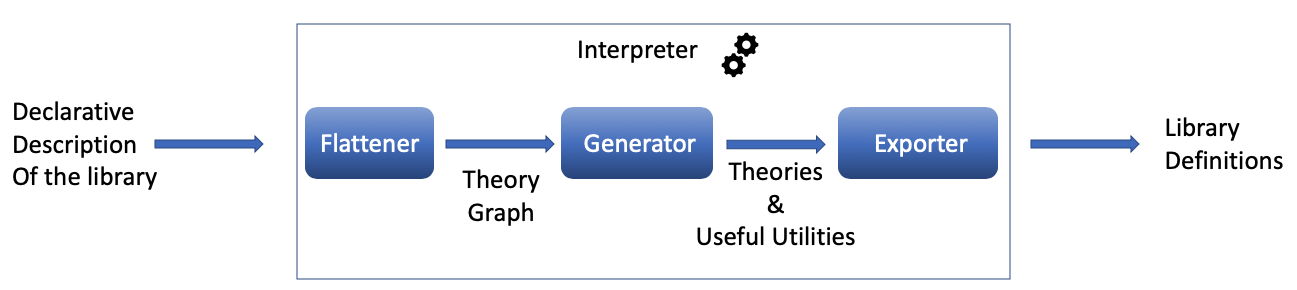 Interpreter
Declarative
Description
Of the library
Flattener
Theory
Graph
Generator
Theories
&
Useful Utilities
Exporter
Library
Definitions